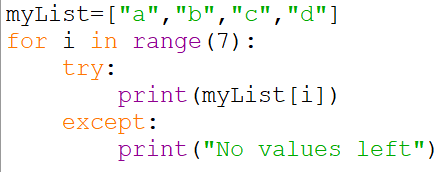 myList=["a","b","c","d"]
for i in range(7):
    try:
        print(myList[i])
    except:
        print("No values left")